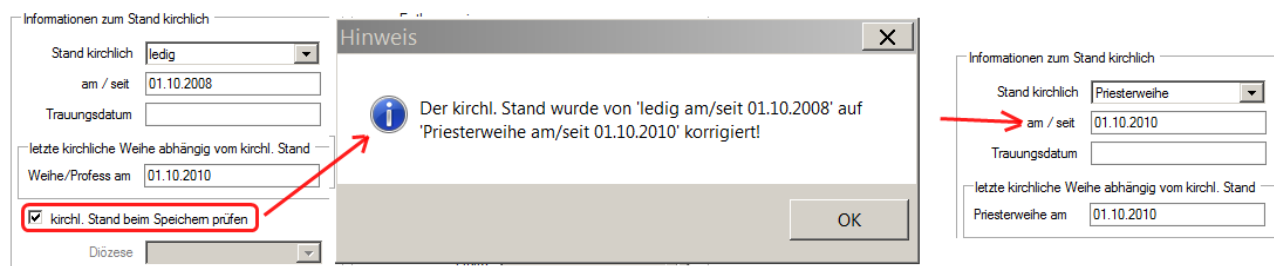 Informationen zum Stand kirchlich
Stand kirchlich ledig
am / seit 01.10.2008
Trauungsdatum
letzte kirchliche Weihe abhängig vom kirchl. Stand
Weihe/Profess am 01.10.2010
kirchl. Stand beim Speichern prüfen
Diözese
Hinweis
Der kirchl. Stand wurde von 'ledig am/seit 01.10.2008' auf
'Priesterweihe am/seit 01.10.2010' korrigiert!
OK
Informationen zum Stand kirchlich
Stand kirchlich Priesterweihe
am / seit 01.10.2010
Trauungsdatum
letzte kirchliche Weihe abhängig vom kirchl. Stand
Priesterweihe am 01.10.2010